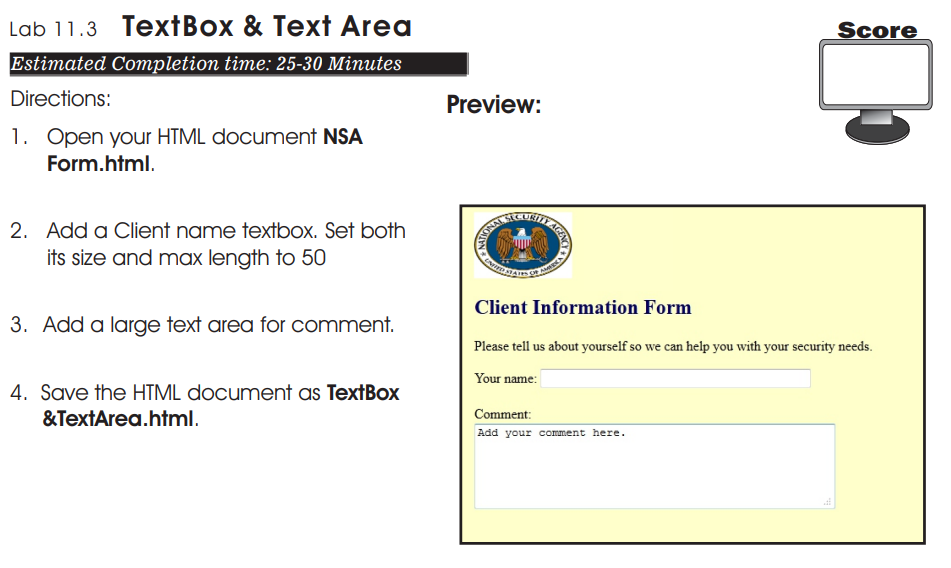 Lab 11.3 TextBox & Text Area
Score
Estimated Completion time: 25-30 Minutes
Directions:
Preview:
1. Open your HTML document NSA
Form.html.
2. Add a Client name textbox. Set both
its size and max length to 50
3. Add a large text area for comment.
4. Save the HTML document as TextBox
&TextArea.html.
NATIONAL SECURITY AGENCY
UNITED STATES OF AMERICA
Client Information Form
Please tell us about yourself so we can help you with your security needs.
Your name:
Comment:
Add your comment here.